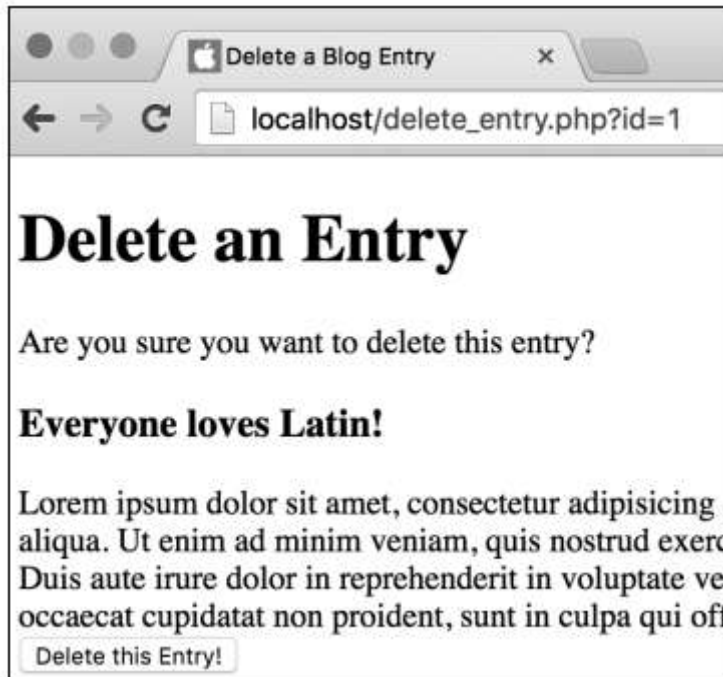 Delete a Blog Entry
localhost/delete_entry.php?id=1
Delete an Entry
Are you sure you want to delete this entry?
Everyone loves Latin!
Lorem ipsum dolor sit amet, consectetur adipisicing
aliqua. Ut enim ad minim veniam, quis nostrud
Duis aute irure dolor in reprehenderit in voluptate
occaecat cupidatat non proident, sunt in culpa qui
Delete this Entry!